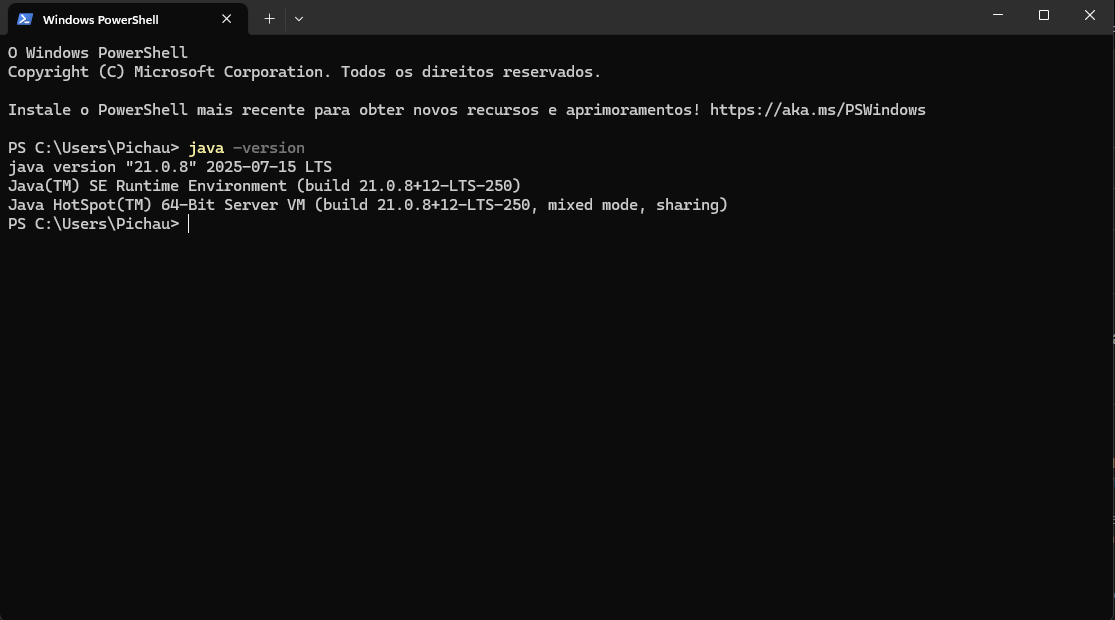 Windows PowerShell
O Windows PowerShell
Copyright (C) Microsoft Corporation. Todos os direitos reservados.
Instale o PowerShell mais recente para obter novos recursos e aprimoramentos! https://aka.ms/PSWindows
PS C:\Users\Pichau> java -version
java version "21.0.8" 2025-07-15 LTS
Java(TM) SE Runtime Environment (build 21.0.8+12-LTS-250)
Java HotSpot(TM) 64-Bit Server VM (build 21.0.8+12-LTS-250, mixed mode, sharing)
PS C:\Users\Pichau>